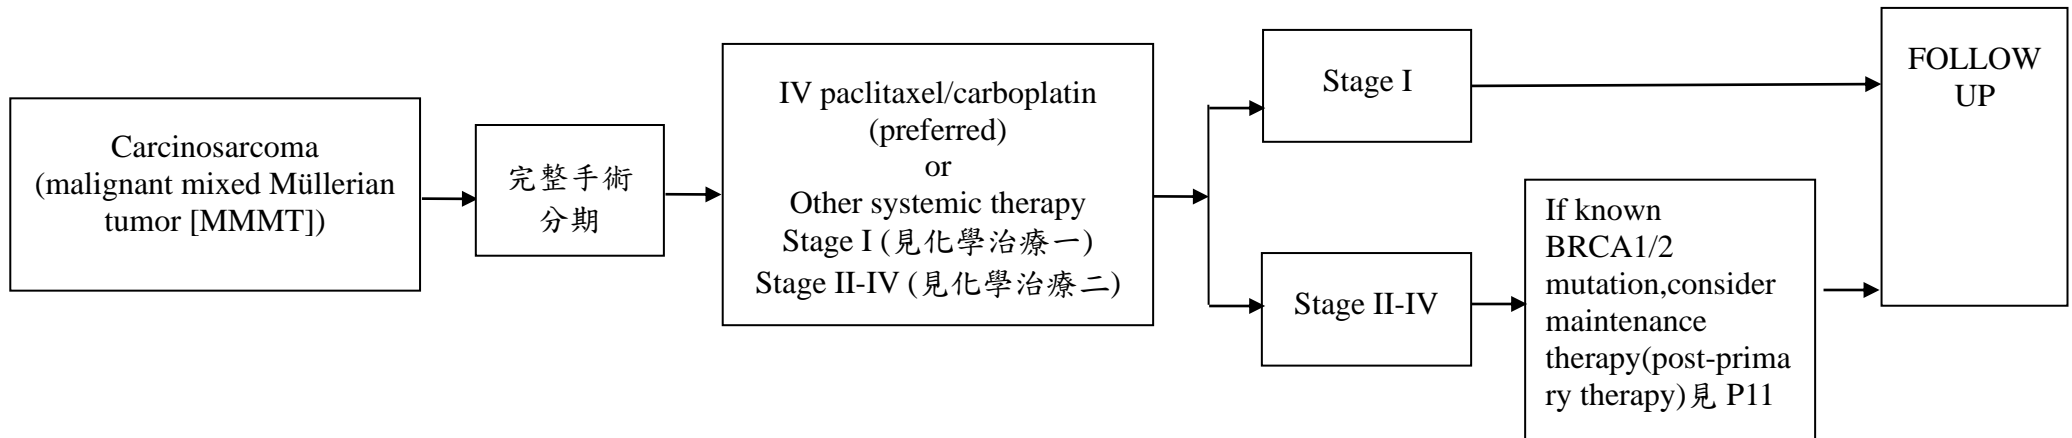 Carcinosarcoma
(malignant mixed Müllerian
tumor [MMMT])
完整手術
分期
IV paclitaxel/carboplatin
(preferred)
or
Other systemic therapy
Stage I (見化學治療一)
Stage II-IV (見化學治療二)
Stage I
Stage II-IV
If known
BRCA1/2
mutation,consider
maintenance
therapy(post-prima
ry therapy)見 P11
FOLLOW
UP